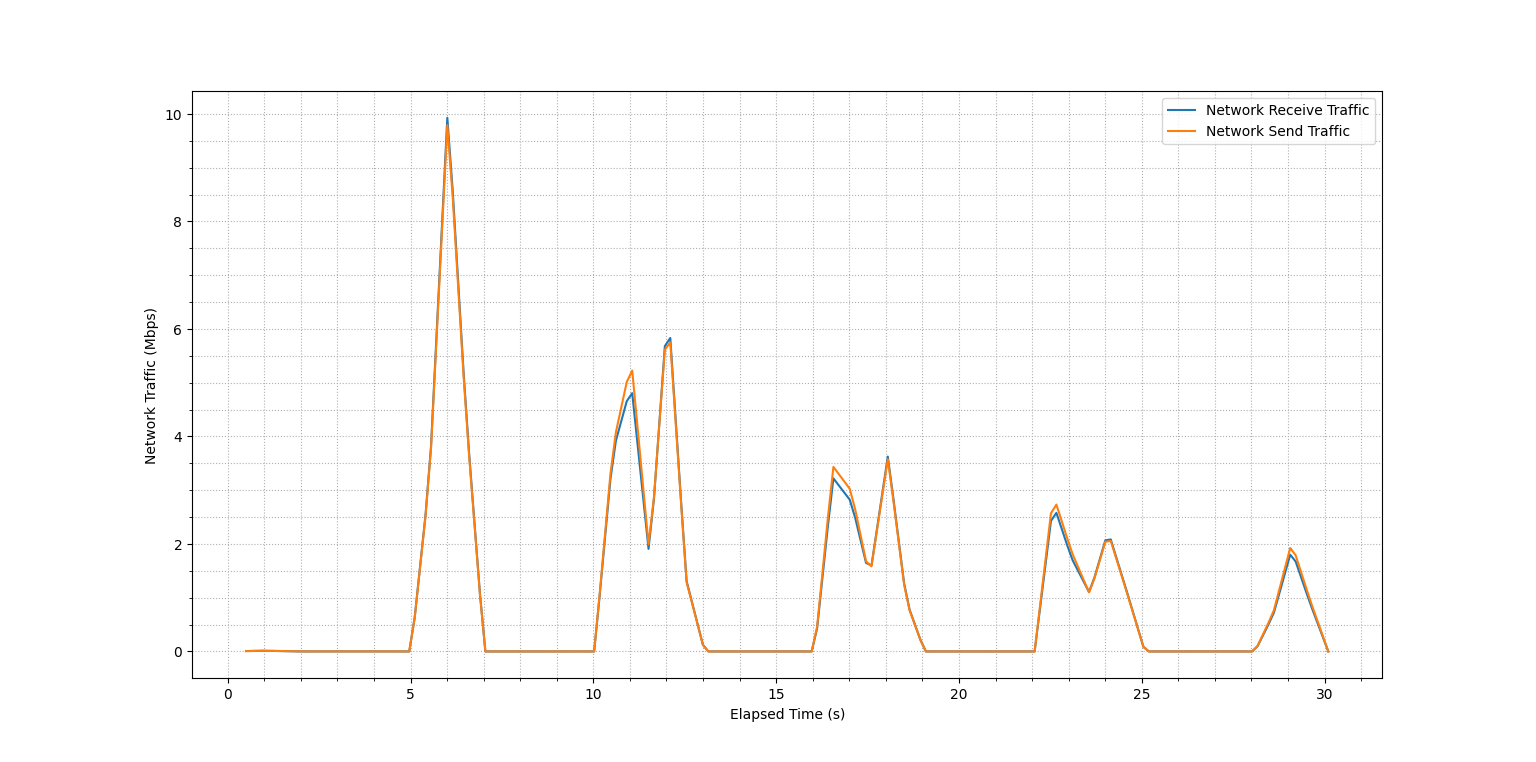 Network Receive Traffic
Network Send Traffic
Network Traffic (Mbps)
10
8
6
4
2
0
0 5 10 15 20 25 30
Elapsed Time (s)